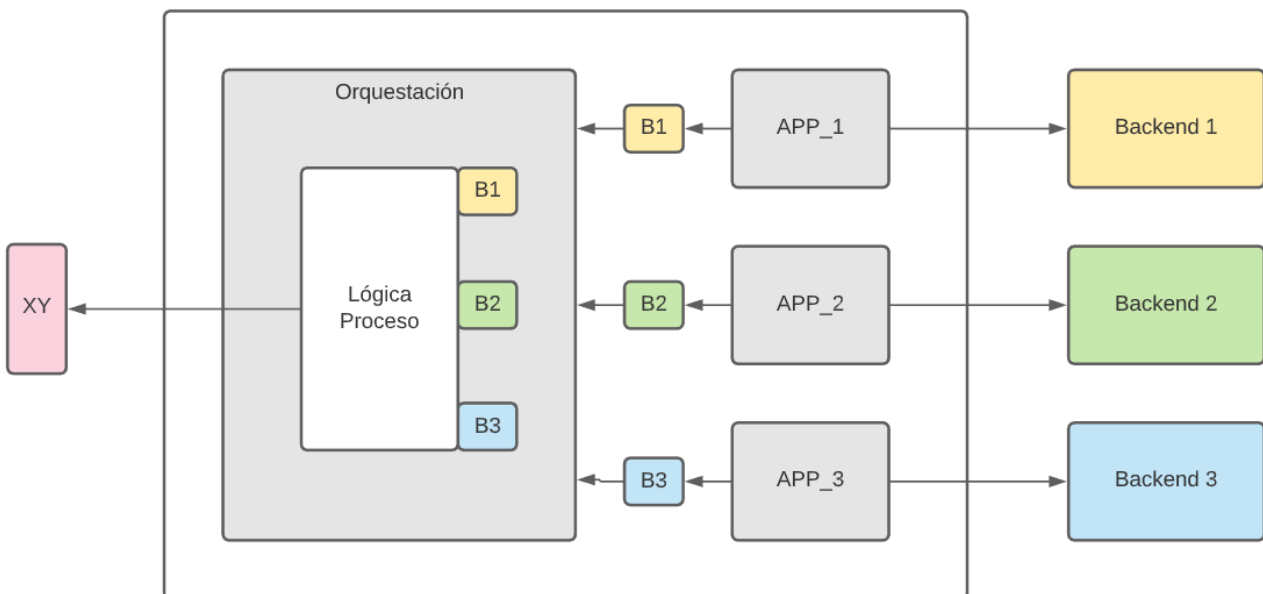 Orquestación
B1
APP_1
Backend 1
B1
XY
Lógica
Proceso
B2
B2
APP_2
Backend 2
B3
B3
APP_3
Backend 3